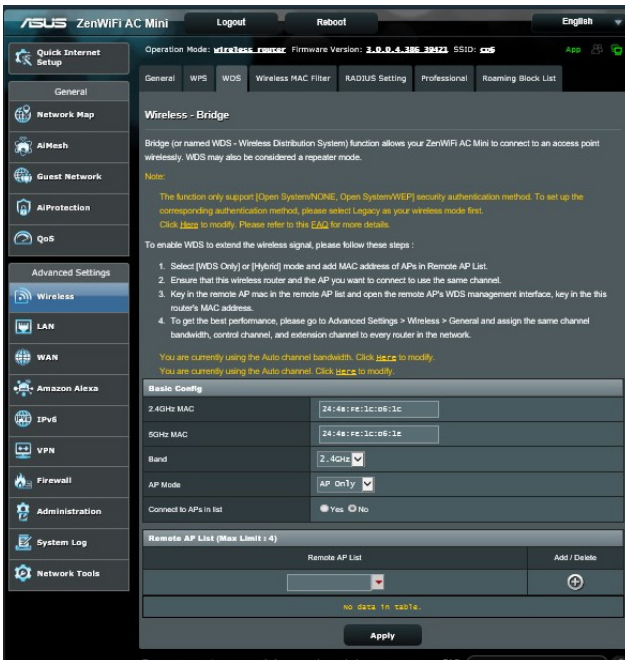 ASUS ZenWiFi AC Mini Logout Reboot English
Quick Internet Setup
Operation Mode: Wireless router Firmware Version: 3.0.0.4.386_39421 SSID: CD6 App
General WPS WDS Wireless MAC Filter RADIUS Setting Professional Roaming Block List
General
Network Map
AiMesh
Guest Network
AiProtection
QoS
Advanced Settings
Wireless
LAN
WAN
Amazon Alexa
IPv6
VPN
Firewall
Administration
System Log
Network Tools
Wireless - Bridge
Bridge (or named WDS - Wireless Distribution System) function allows your ZenWiFi AC Mini to connect to an access point
wirelessly. WDS may also be considered a repeater mode.
Note:
The function only support [Open System/NONE, Open System/WEP] security authentication method. To set up the
corresponding authentication method, please select Legacy as your wireless mode first.
Click Here to modify. Please refer to this FAQ for more details.
To enable WDS to extend the wireless signal, please follow these steps :
1. Select [WDS Only] or [Hybrid] mode and add MAC address of APs in Remote AP List.
2. Ensure that this wireless router and the AP you want to connect to use the same channel.
3. Key in the remote AP mac in the remote AP list and open the remote AP's WDS management interface, key in the this
router's MAC address.
4. To get the best performance, please go to Advanced Settings > Wireless > General and assign the same channel
bandwidth, control channel, and extension channel to every router in the network.
You are currently using the Auto channel bandwidth. Click Here to modify.
You are currently using the Auto channel. Click Here to modify.
Basic Config
2.4GHz MAC 24:4B:FE:1C:D6:1C
5GHz MAC 24:4B:FE:1C:D6:1E
Band 2.4GHz
AP Mode AP Only
Connect to APs in list Yes No
Remote AP List (Max Limit : 4)
Remote AP List Add / Delete
No data in table.
Apply